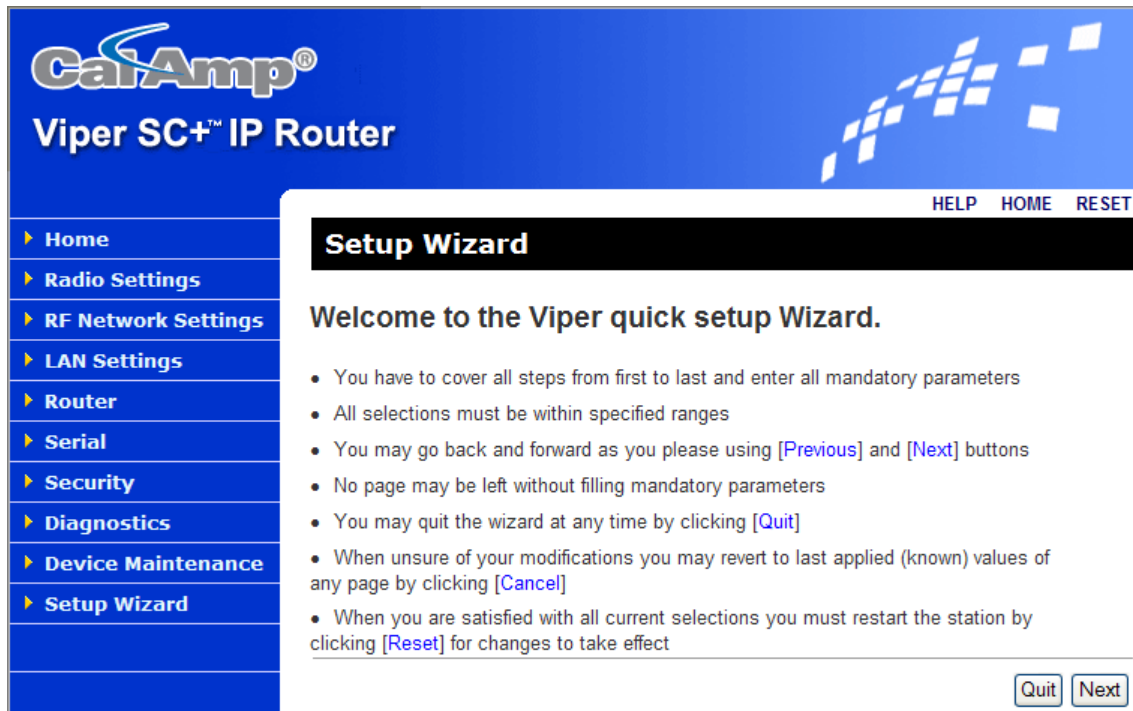 CalAmp®
Viper SC+™ IP Router
HELP HOME RESET
Home
Radio Settings
RF Network Settings
LAN Settings
Router
Serial
Security
Diagnostics
Device Maintenance
Setup Wizard
Setup Wizard
Welcome to the Viper quick setup Wizard.
• You have to cover all steps from first to last and enter all mandatory parameters
• All selections must be within specified ranges
• You may go back and forward as you please using [Previous] and [Next] buttons
• No page may be left without filling mandatory parameters
• You may quit the wizard at any time by clicking [Quit]
• When unsure of your modifications you may revert to last applied (known) values of
any page by clicking [Cancel]
• When you are satisfied with all current selections you must restart the station by
clicking [Reset] for changes to take effect
Quit Next